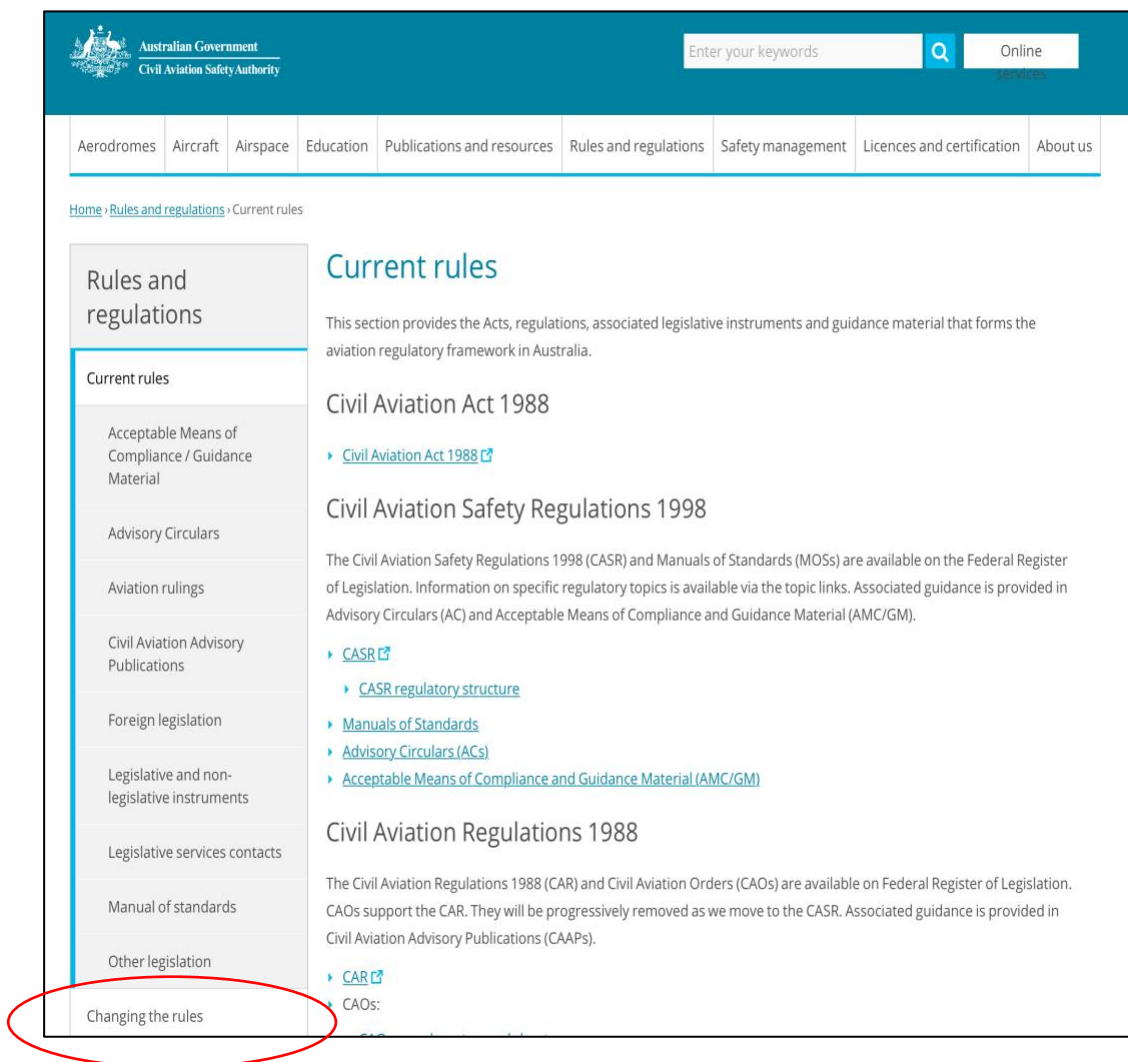 Australian Government
Civil Aviation Safety Authority
Enter your keywords
Online
services
Aerodromes
Aircraft
Airspace
Education
Publications and resources
Rules and regulations
Safety management
Licences and certification
About us
Home › Rules and regulations › Current rules
Rules and
regulations
Current rules
Acceptable Means of
Compliance / Guidance
Material
Advisory Circulars
Aviation rulings
Civil Aviation Advisory
Publications
Foreign legislation
Legislative and non-
legislative instruments
Legislative services contacts
Manual of standards
Other legislation
Changing the rules
Current rules
This section provides the Acts, regulations, associated legislative instruments and guidance material that forms the
aviation regulatory framework in Australia.
Civil Aviation Act 1988
Civil Aviation Act 1988
Civil Aviation Safety Regulations 1998
The Civil Aviation Safety Regulations 1998 (CASR) and Manuals of Standards (MOSs) are available on the Federal Register
of Legislation. Information on specific regulatory topics is available via the topic links. Associated guidance is provided in
Advisory Circulars (AC) and Acceptable Means of Compliance and Guidance Material (AMC/GM).
CASR
CASR regulatory structure
Manuals of Standards
Advisory Circulars (ACs)
Acceptable Means of Compliance and Guidance Material (AMC/GM)
Civil Aviation Regulations 1988
The Civil Aviation Regulations 1988 (CAR) and Civil Aviation Orders (CAOs) are available on Federal Register of Legislation.
CAOs support the CAR. They will be progressively removed as we move to the CASR. Associated guidance is provided in
Civil Aviation Advisory Publications (CAAPs).
CAR
CAOs: